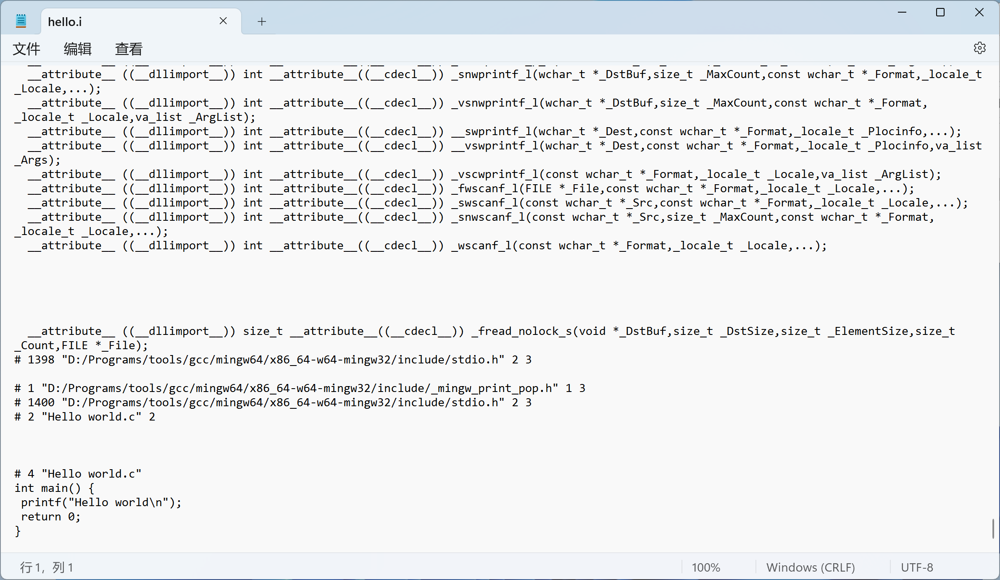 hello.i
文件 编辑 查看
  __attribute__ ((__dllimport__)) int __attribute__((__cdecl__)) _snwprintf_l(wchar_t *_DstBuf,size_t _MaxCount,const wchar_t *_Format,_locale_t
_Locale,...);
  __attribute__ ((__dllimport__)) int __attribute__((__cdecl__)) _vsnwprintf_l(wchar_t *_DstBuf,size_t _MaxCount,const wchar_t *_Format,
_locale_t _Locale,va_list _ArgList);
  __attribute__ ((__dllimport__)) int __attribute__((__cdecl__)) __swprintf_l(wchar_t *_Dest,const wchar_t *_Format,_locale_t _Plocinfo,...);
  __attribute__ ((__dllimport__)) int __attribute__((__cdecl__)) __vswprintf_l(wchar_t *_Dest,const wchar_t *_Format,_locale_t _Plocinfo,va_list
_Args);
  __attribute__ ((__dllimport__)) int __attribute__((__cdecl__)) _vscwprintf_l(const wchar_t *_Format,_locale_t _Locale,va_list _ArgList);
  __attribute__ ((__dllimport__)) int __attribute__((__cdecl__)) _fwscanf_l(FILE *_File,const wchar_t *_Format,_locale_t _Locale,...);
  __attribute__ ((__dllimport__)) int __attribute__((__cdecl__)) _swscanf_l(const wchar_t *_Src,const wchar_t *_Format,_locale_t _Locale,...);
  __attribute__ ((__dllimport__)) int __attribute__((__cdecl__)) _snwscanf_l(const wchar_t *_Src,size_t _MaxCount,const wchar_t *_Format,
_locale_t _Locale,...);
  __attribute__ ((__dllimport__)) int __attribute__((__cdecl__)) _wscanf_l(const wchar_t *_Format,_locale_t _Locale,...);
  __attribute__ ((__dllimport__)) size_t __attribute__((__cdecl__)) _fread_nolock_s(void *_DstBuf,size_t _DstSize,size_t _ElementSize,size_t
_Count,FILE *_File);
# 1398 "D:/Programs/tools/gcc/mingw64/x86_64-w64-mingw32/include/stdio.h" 2 3
# 1 "D:/Programs/tools/gcc/mingw64/x86_64-w64-mingw32/include/_mingw_print_pop.h" 1 3
# 1400 "D:/Programs/tools/gcc/mingw64/x86_64-w64-mingw32/include/stdio.h" 2 3
# 2 "Hello world.c" 2
# 4 "Hello world.c"
int main() {
 printf("Hello world\n");
 return 0;
}
行 1, 列 1 100% Windows (CRLF) UTF-8